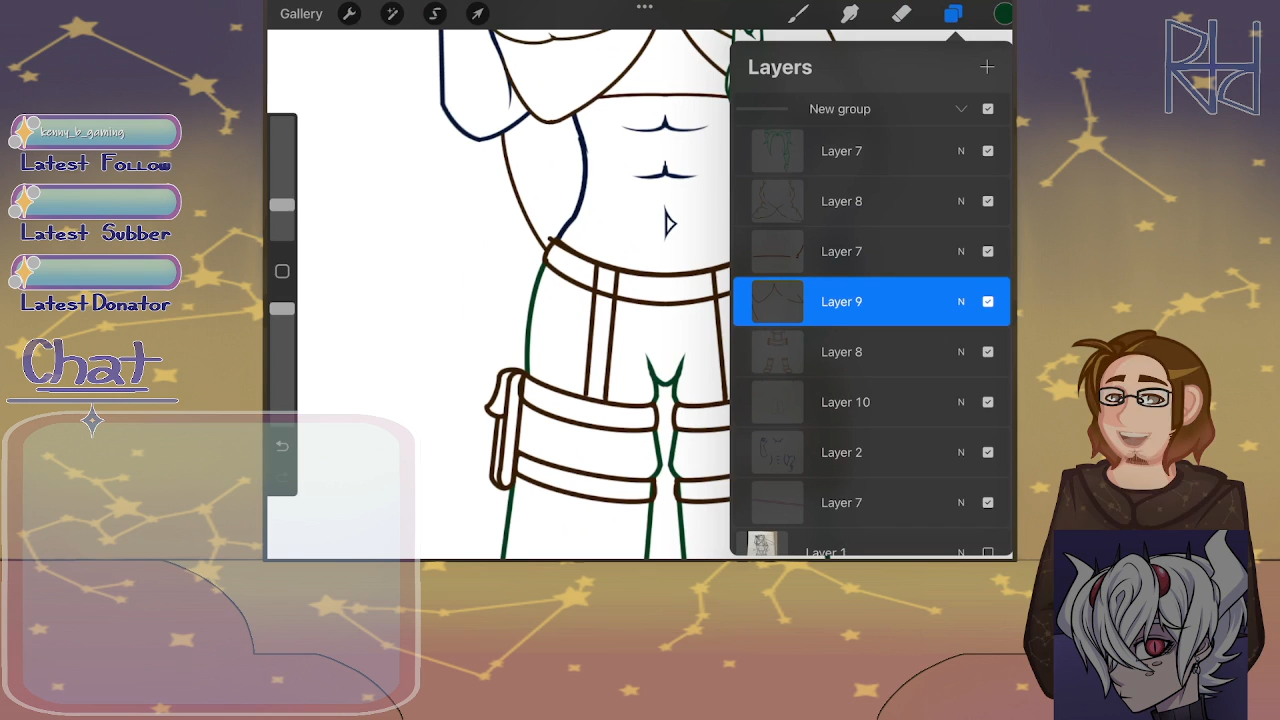 Gallery
Layers
New group
Layer 7 N
Layer 8 N
Layer 7 N
Layer 9 N
Layer 8 N
Layer 10 N
Layer 2 N
Layer 7 N
Layer 1 N
kenny_b_gaming
Latest Follow
Latest Subber
Latest Donator
Chat